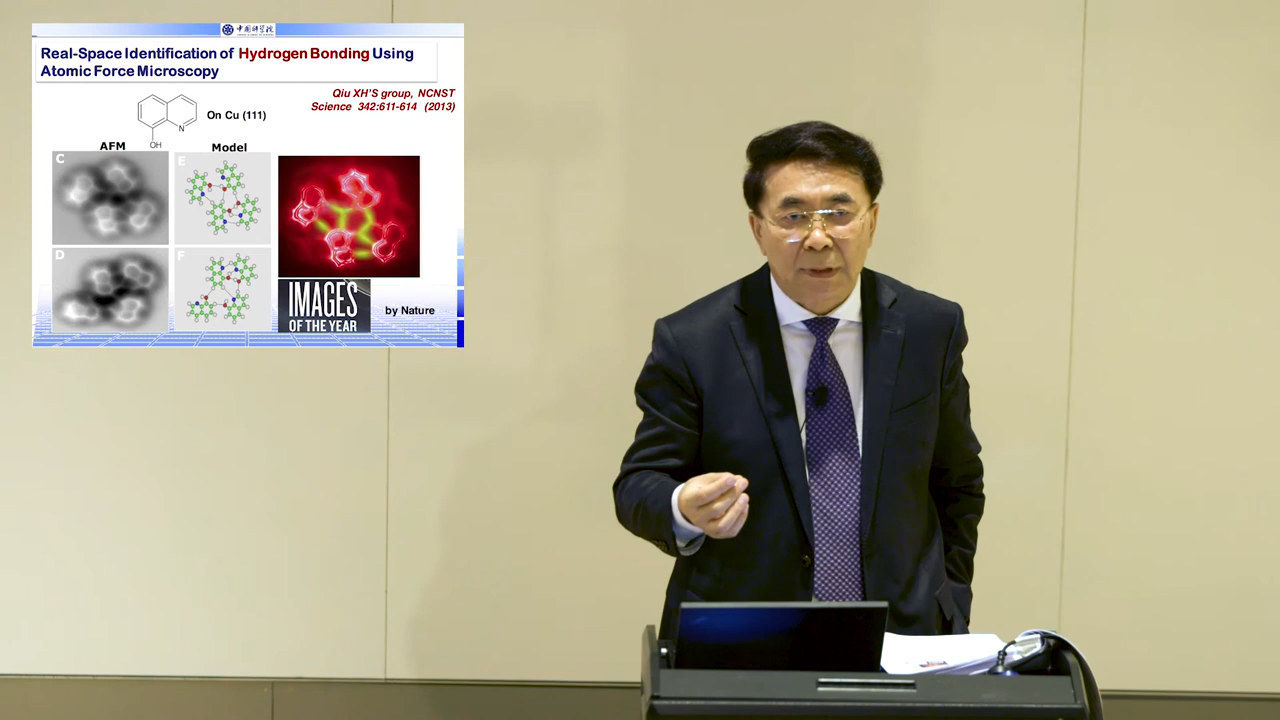 中国科学院
Real-Space Identification of Hydrogen Bonding Using
Atomic Force Microscopy
Qiu XH'S group, NCNST
Science 342:611-614 (2013)
N
OH
On Cu (111)
AFM
Model
C
E
D
F
IMAGES
OF THE YEAR
by Nature